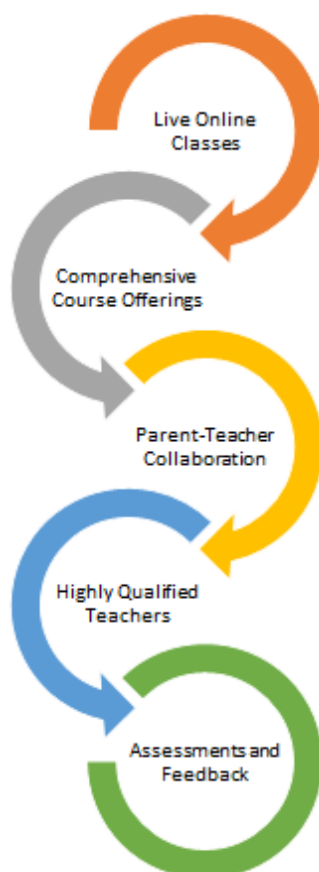 Live Online
Classes
Comprehensive
Course Offerings
Parent-Teacher
Collaboration
Highly Qualified
Teachers
Assessments and
Feedback